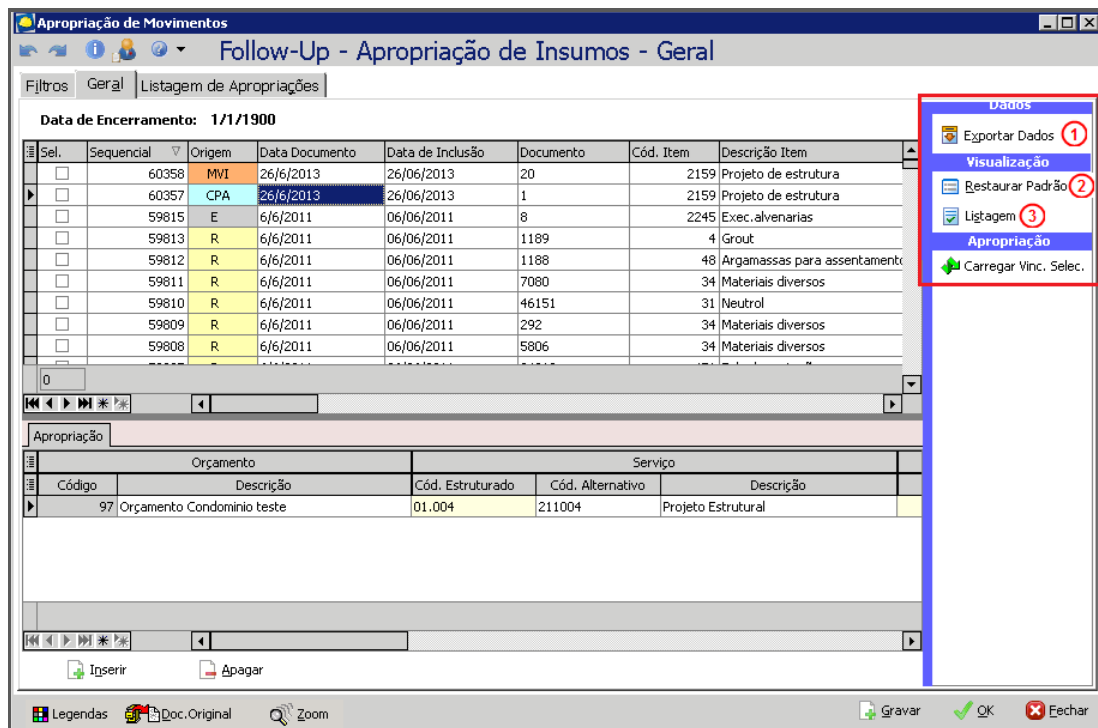 Apropriação de Movimentos
Follow-Up - Apropriação de Insumos - Geral
Filtros Geral Listagem de Apropriações
Data de Encerramento: 1/1/1900
Sel. Sequencial Origem Data Documento Data de Inclusão Documento Cód. Item Descrição Item
60358 MVI 26/6/2013 26/06/2013 20 2159 Projeto de estrutura
60357 CPA 26/6/2013 26/06/2013 1 2159 Projeto de estrutura
59815 E 6/6/2011 06/06/2011 8 2245 Exec.alvenarias
59813 R 6/6/2011 06/06/2011 1189 4 Grout
59812 R 6/6/2011 06/06/2011 1188 48 Argamassas para assentamento
59811 R 6/6/2011 06/06/2011 7080 34 Materiais diversos
59810 R 6/6/2011 06/06/2011 46151 31 Neutrol
59809 R 6/6/2011 06/06/2011 292 34 Materiais diversos
59808 R 6/6/2011 06/06/2011 5806 34 Materiais diversos
0
Apropriação
Orçamento Serviço
Código Descrição Cód. Estruturado Cód. Alternativo Descrição
97 Orçamento Condominio teste 01.004 211004 Projeto Estrutural
Inserir Apagar
Dados
Exportar Dados 1
Visualização
Restaurar Padrão 2
Listagem 3
Apropriação
Carregar Vinc. Selec.
Legendas Doc.Original Zoom Gravar OK Fechar